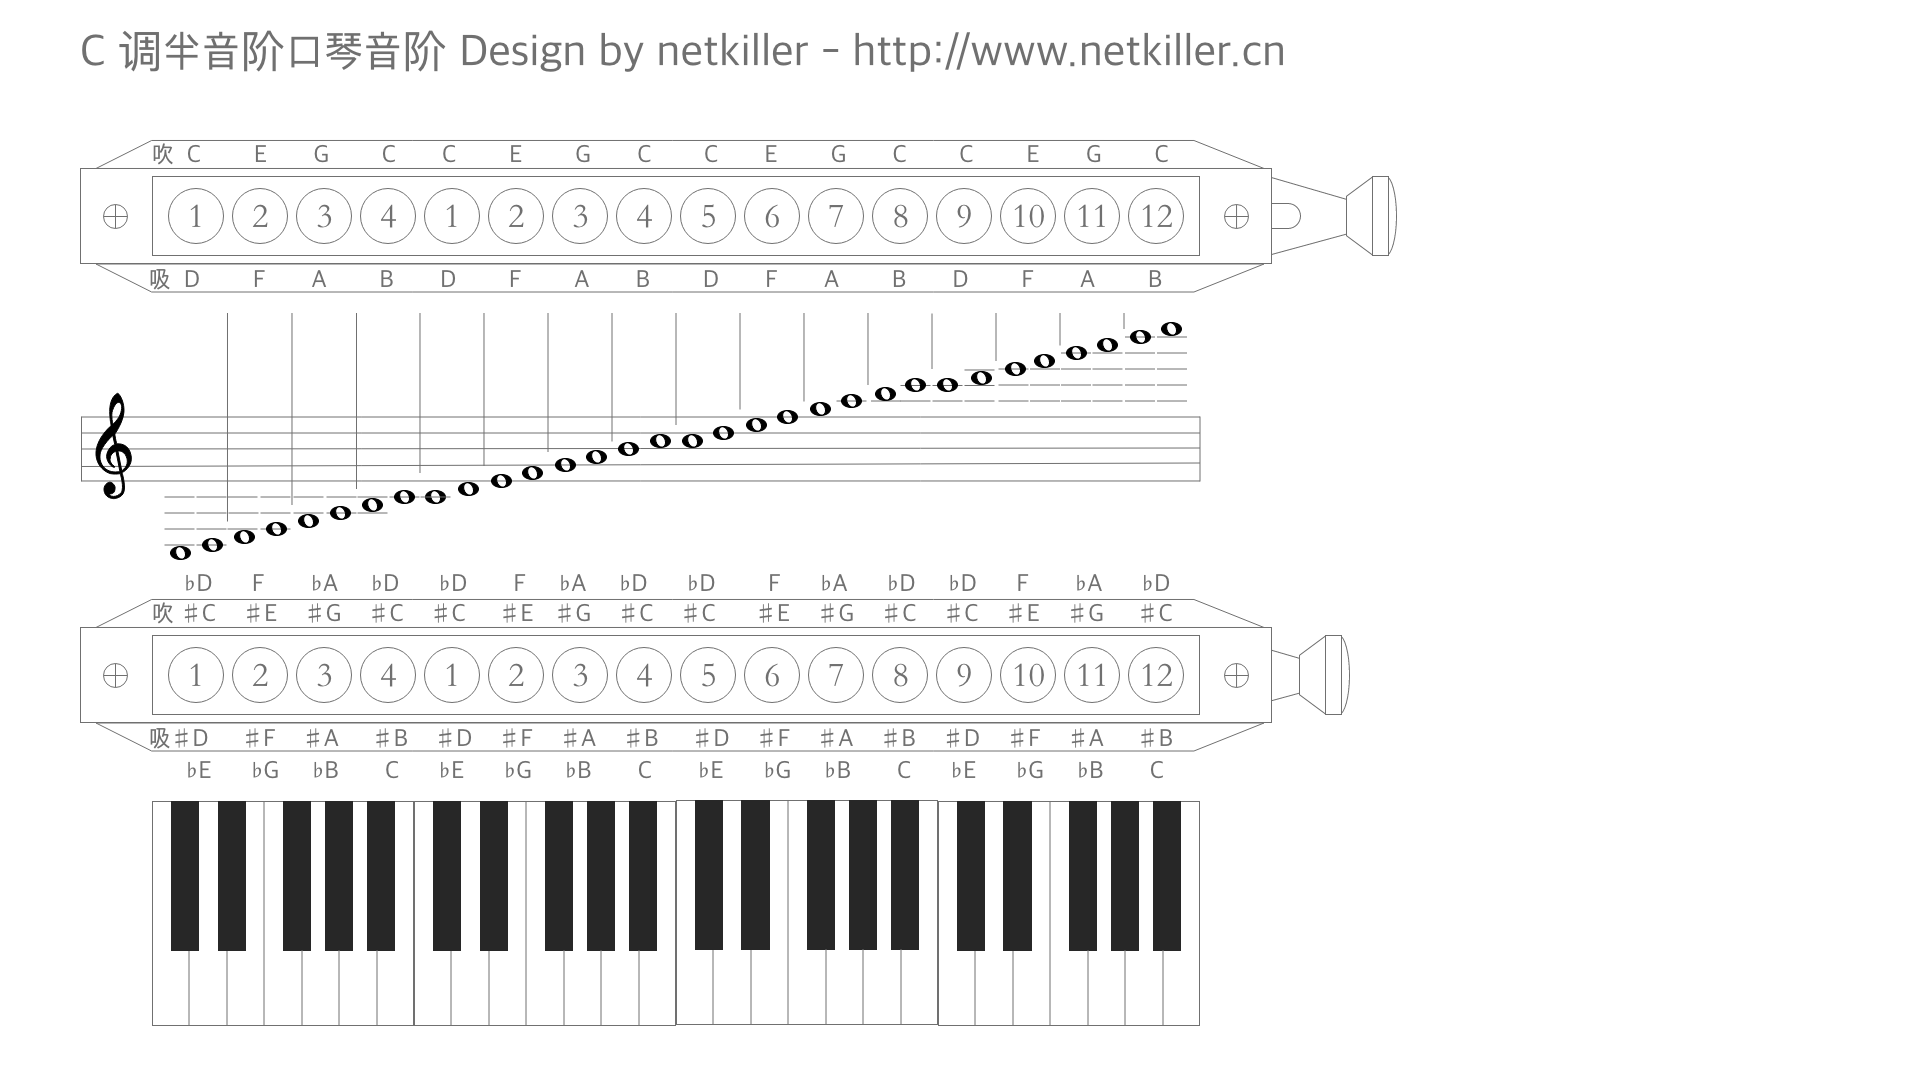 C 调半音阶口琴音阶 Design by netkiller - http://www.netkiller.cn
吹 C E G C C E G C C E G C C E G C
1 2 3 4 1 2 3 4 5 6 7 8 9 10 11 12
吸 D F A B D F A B D F A B D F A B
♭D F ♭A ♭D ♭D F ♭A ♭D ♭D F ♭A ♭D ♭D F ♭A ♭D
吹 ♯C ♯E ♯G ♯C ♯C ♯E ♯G ♯C ♯C ♯E ♯G ♯C ♯C ♯E ♯G ♯C
1 2 3 4 1 2 3 4 5 6 7 8 9 10 11 12
吸 ♯D ♯F ♯A ♯B ♯D ♯F ♯A ♯B ♯D ♯F ♯A ♯B ♯D ♯F ♯A ♯B
♭E ♭G ♭B C ♭E ♭G ♭B C ♭E ♭G ♭B C ♭E ♭G ♭B C